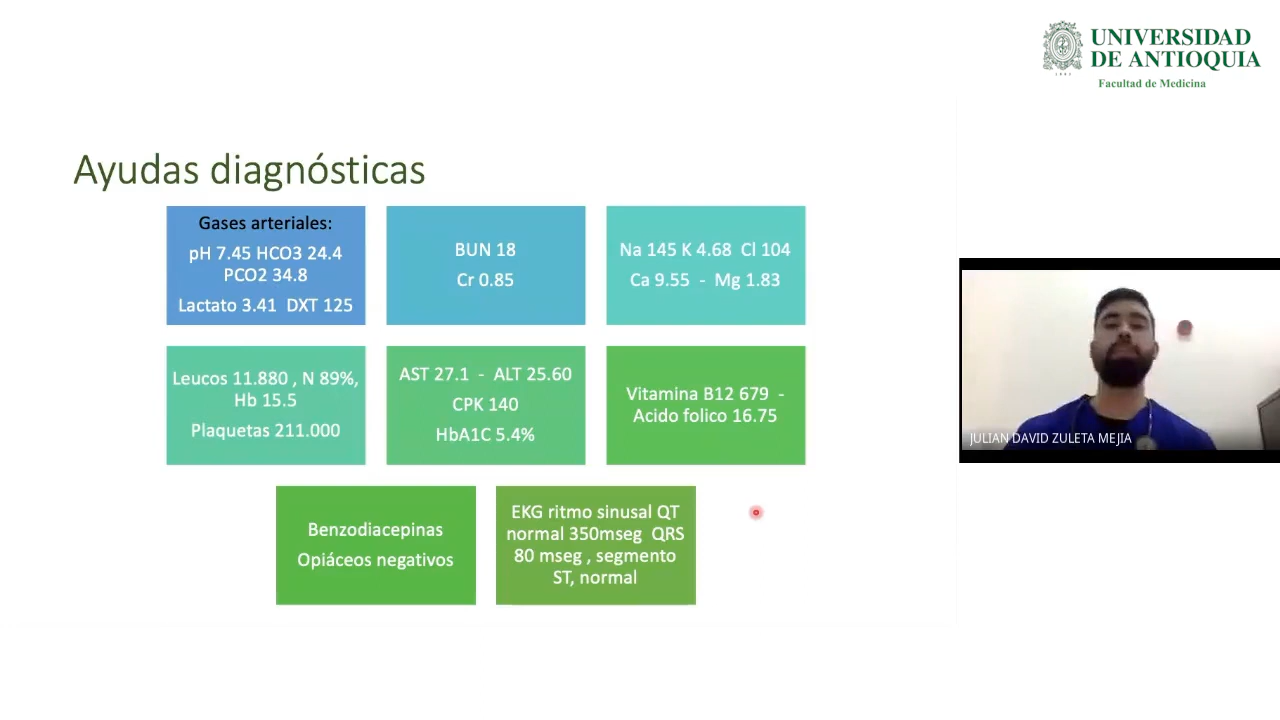 UNIVERSIDAD
DE ANTIOQUIA
1803
Facultad de Medicina
Ayudas diagnósticas
Gases arteriales:
pH 7.45 HCO3 24.4
PCO2 34.8
Lactato 3.41 DXT 125
BUN 18
Cr 0.85
Na 145 K 4.68 Cl 104
Ca 9.55 - Mg 1.83
Leucos 11.880 , N 89%,
Hb 15.5
Plaquetas 211.000
AST 27.1 - ALT 25.60
CPK 140
HbA1C 5.4%
Vitamina B12 679 -
Acido folico 16.75
Benzodiacepinas
Opiáceos negativos
EKG ritmo sinusal QT
normal 350mseg QRS
80 mseg , segmento
ST, normal
JULIAN DAVID ZULETA MEJIA